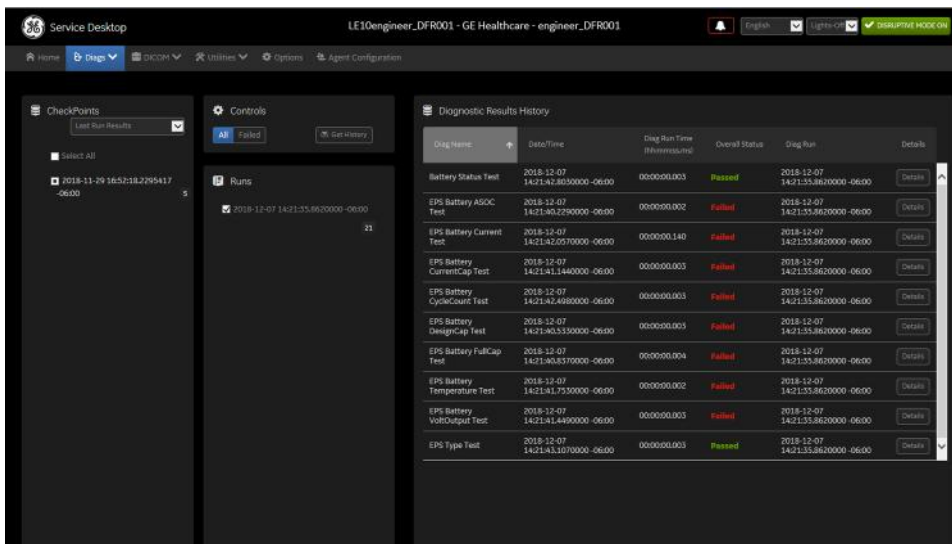 Service Desktop
LE10engineer_DFR001 - GE Healthcare - engineer_DFR001
English
Lights-Off
DISRUPTIVE MODE ON
Home
Diags
DICOM
Utilities
Options
Agent Configuration
CheckPoints
Last Run Results
Select All
2018-11-29 16:52:18.2295417
-06:00
5
Controls
All
Failed
Get History
Runs
2018-12-07 14:21:35.8620000 -06:00
21
Diagnostic Results History
Diag Name
Date/Time
Diag Run Time
(hh:mm:ss.ms)
Overall Status
Diag Run
Details
Battery Status Test
2018-12-07
14:21:42.8030000 -06:00
00:00:00.003
Passed
2018-12-07
14:21:35.8620000 -06:00
Details
EPS Battery ASOC
Test
2018-12-07
14:21:40.2290000 -06:00
00:00:00.002
Failed
2018-12-07
14:21:35.8620000 -06:00
Details
EPS Battery Current
Test
2018-12-07
14:21:42.0570000 -06:00
00:00:00.140
Failed
2018-12-07
14:21:35.8620000 -06:00
Details
EPS Battery
CurrentCap Test
2018-12-07
14:21:41.1440000 -06:00
00:00:00.003
Failed
2018-12-07
14:21:35.8620000 -06:00
Details
EPS Battery
CycleCount Test
2018-12-07
14:21:42.4980000 -06:00
00:00:00.003
Failed
2018-12-07
14:21:35.8620000 -06:00
Details
EPS Battery
DesignCap Test
2018-12-07
14:21:40.5330000 -06:00
00:00:00.003
Failed
2018-12-07
14:21:35.8620000 -06:00
Details
EPS Battery FullCap
Test
2018-12-07
14:21:40.8370000 -06:00
00:00:00.004
Failed
2018-12-07
14:21:35.8620000 -06:00
Details
EPS Battery
Temperature Test
2018-12-07
14:21:41.7530000 -06:00
00:00:00.002
Failed
2018-12-07
14:21:35.8620000 -06:00
Details
EPS Battery
VoltOutput Test
2018-12-07
14:21:41.4490000 -06:00
00:00:00.003
Failed
2018-12-07
14:21:35.8620000 -06:00
Details
EPS Type Test
2018-12-07
14:21:43.1070000 -06:00
00:00:00.003
Passed
2018-12-07
14:21:35.8620000 -06:00
Details